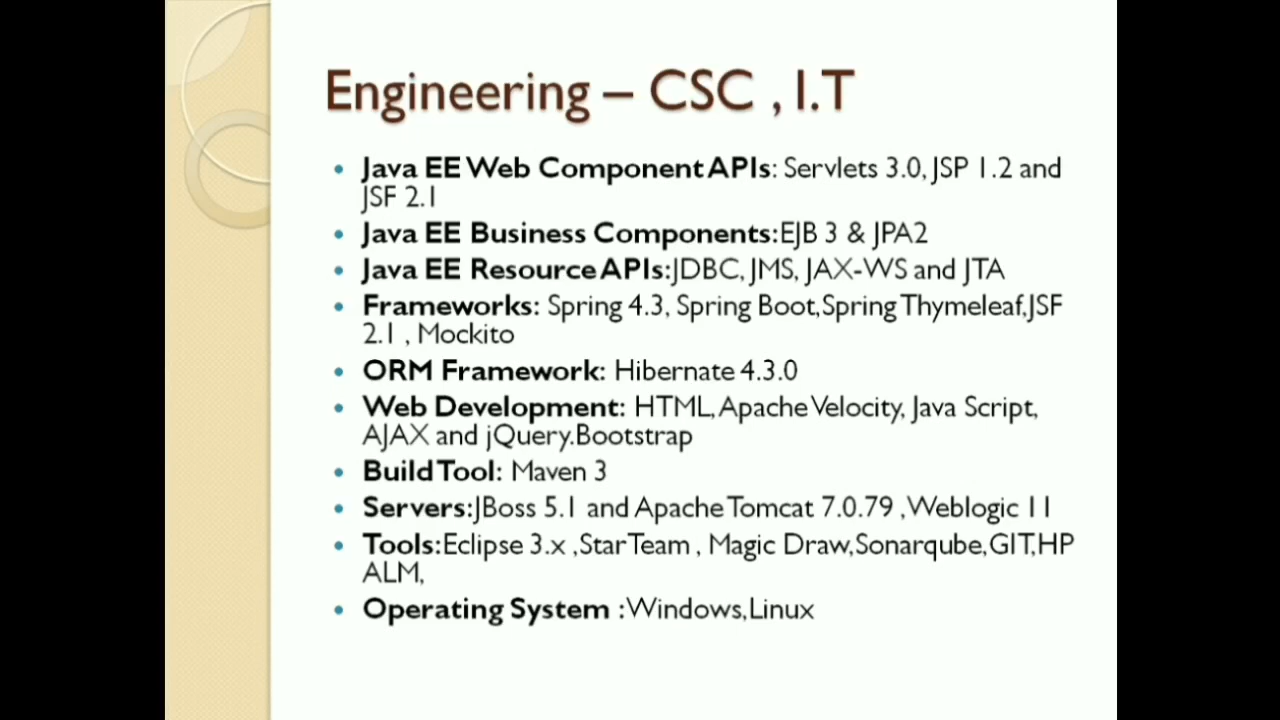 Engineering – CSC , I.T
• Java EE Web Component APIs: Servlets 3.0, JSP 1.2 and
JSF 2.1
• Java EE Business Components:EJB 3 & JPA2
• Java EE Resource APIs:JDBC, JMS, JAX-WS and JTA
• Frameworks: Spring 4.3, Spring Boot,Spring Thymeleaf,JSF
2.1 , Mockito
• ORM Framework: Hibernate 4.3.0
• Web Development: HTML, Apache Velocity, Java Script,
AJAX and jQuery.Bootstrap
• Build Tool: Maven 3
• Servers:JBoss 5.1 and Apache Tomcat 7.0.79 ,Weblogic 11
• Tools:Eclipse 3.x ,StarTeam , Magic Draw,Sonarqube,GIT,HP
ALM,
• Operating System :Windows,Linux